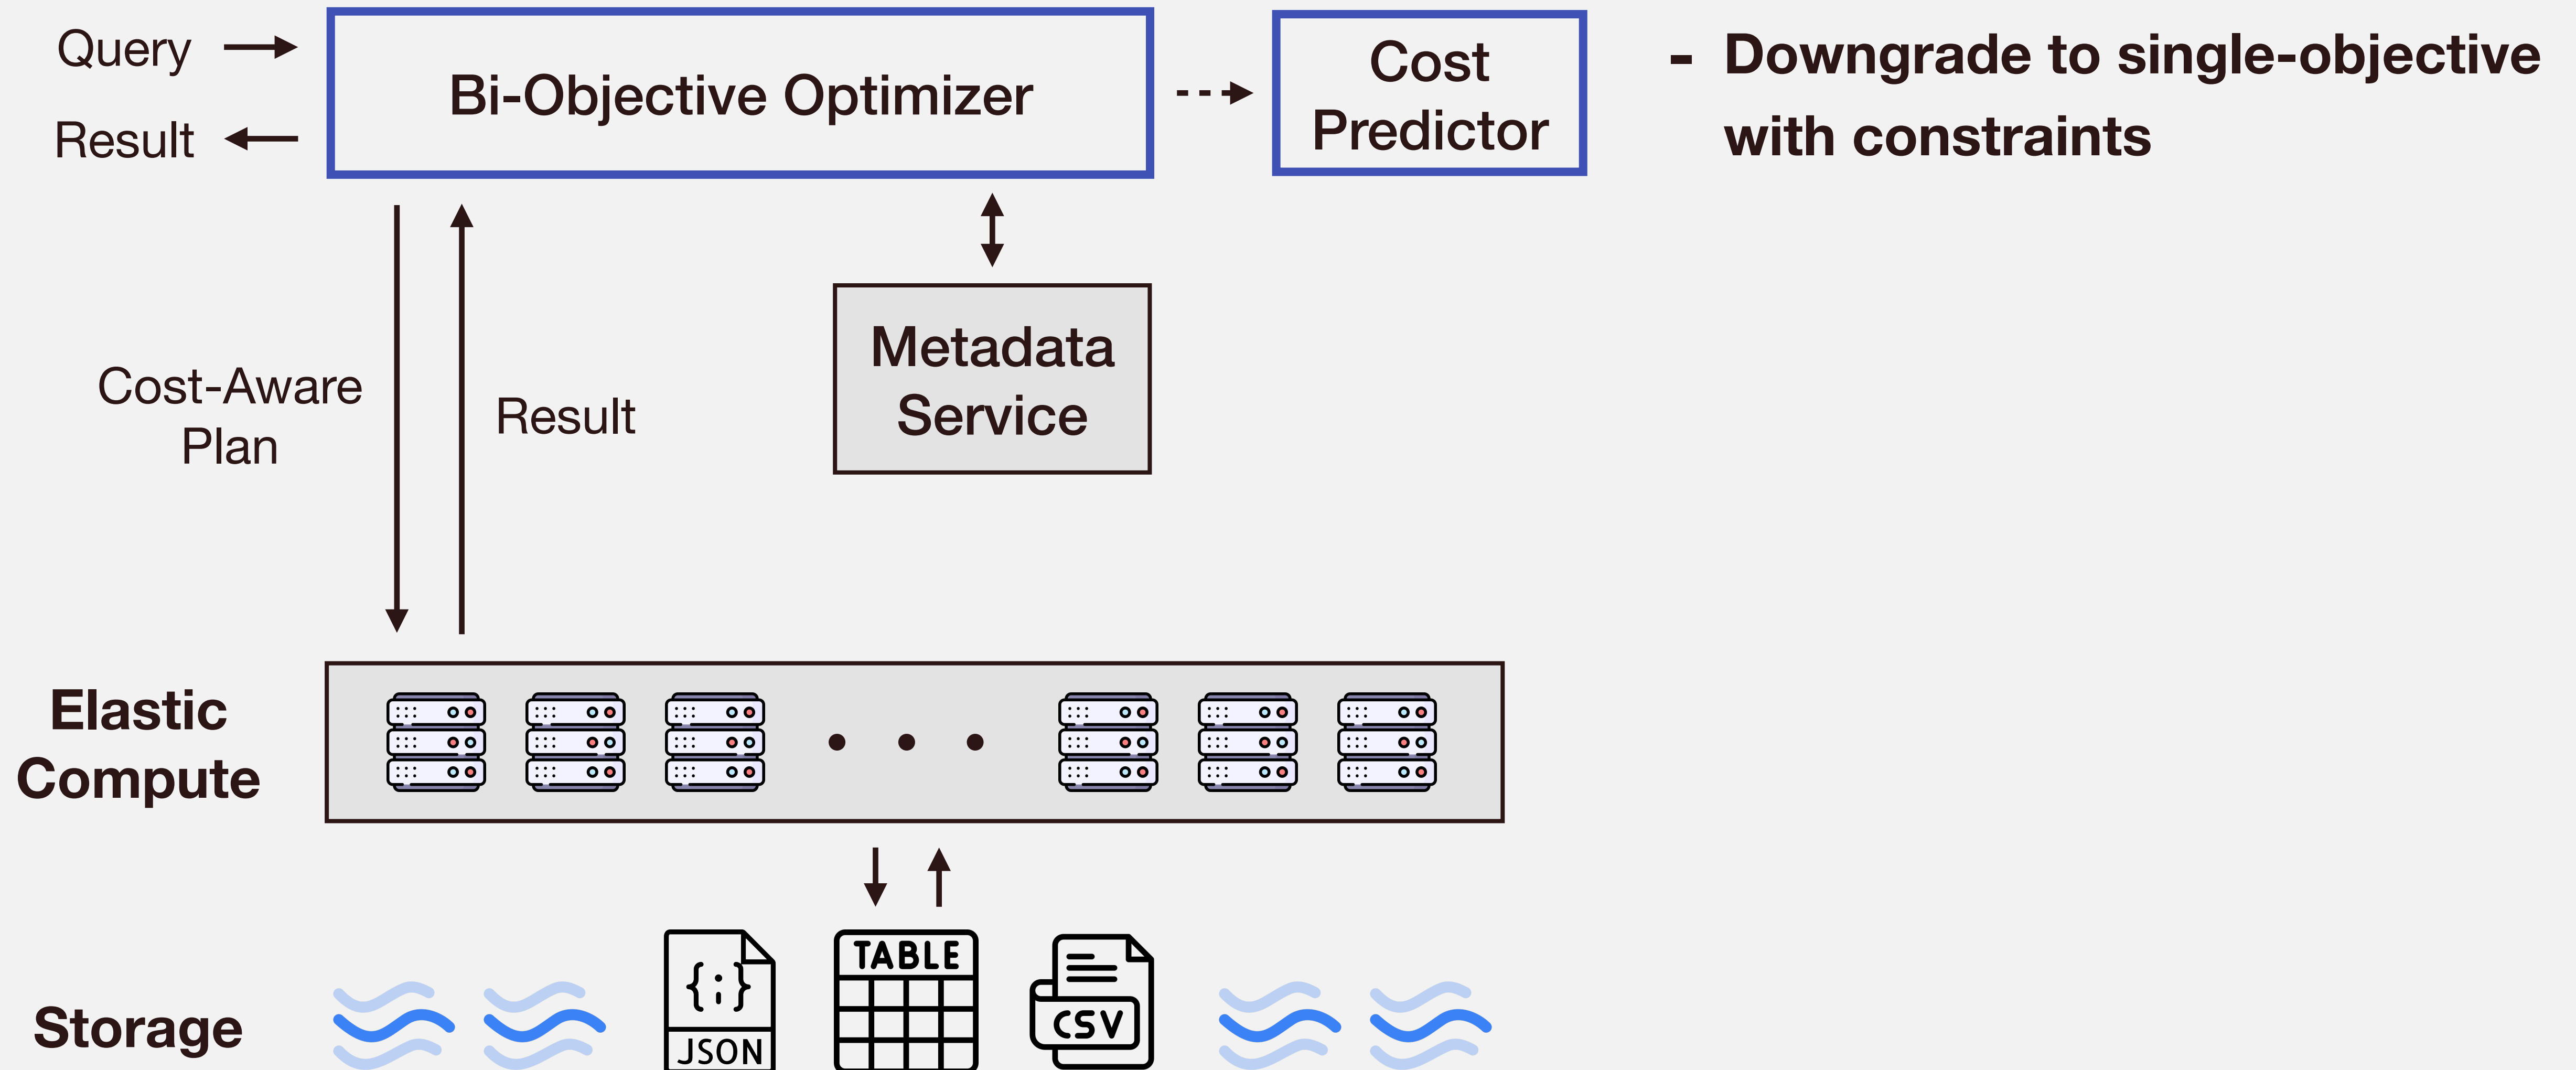 Query
Result
Bi-Objective Optimizer
Cost
Predictor
- Downgrade to single-objective
with constraints
Cost-Aware
Plan
Result
Metadata
Service
Elastic
Compute
Storage
{;}
JSON
TABLE
CSV